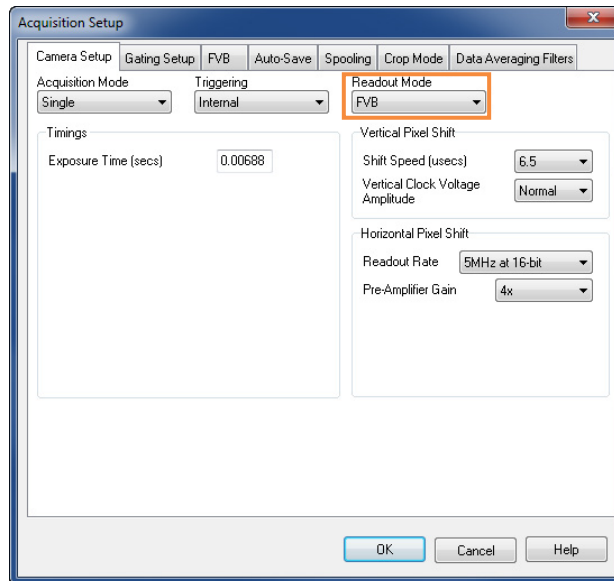 Acquisition Setup
Camera Setup Gating Setup FVB Auto-Save Spooling Crop Mode Data Averaging Filters
Acquisition Mode Triggering Readout Mode
Single Internal FVB
Timings Vertical Pixel Shift
Exposure Time (secs) 0.00688 Shift Speed (usecs) 6.5
Vertical Clock Voltage
Amplitude Normal
Horizontal Pixel Shift
Readout Rate 5MHz at 16-bit
Pre-Amplifier Gain 4x
OK Cancel Help